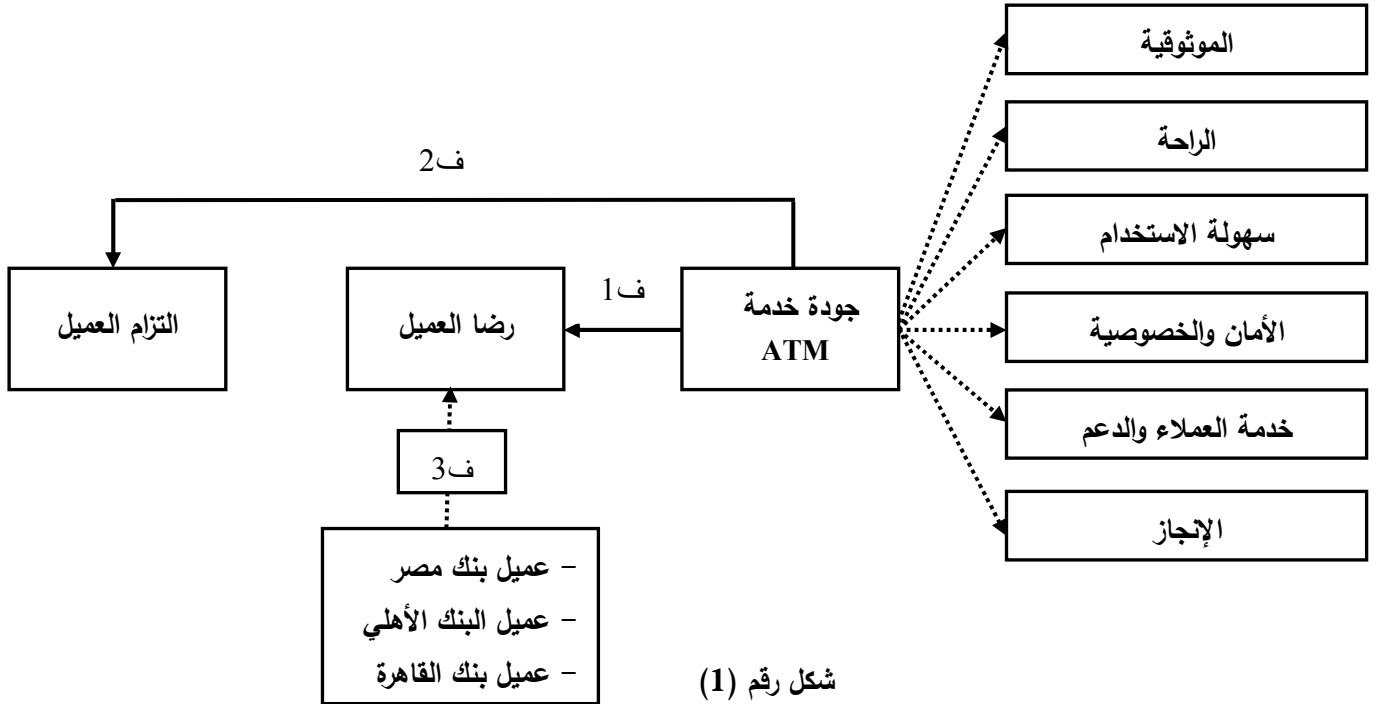 الموثوقية
الراحة
سهولة الاستخدام
الأمان والخصوصية
خدمة العملاء والدعم
الإنجاز
جودة خدمة
ATM
ف1
ف2
رضا العميل
التزام العميل
ف3
- عميل بنك مصر
- عميل البنك الأهلي
- عميل بنك القاهرة
شكل رقم (1)